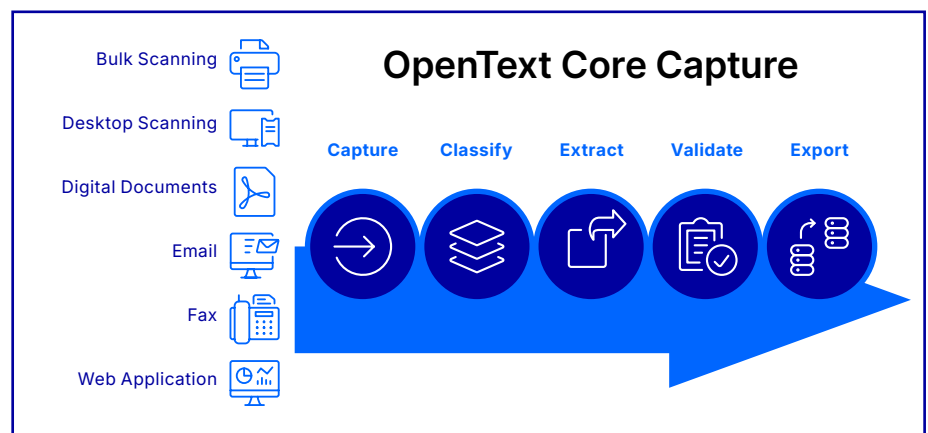 OpenText Core Capture
Bulk Scanning
Desktop Scanning
Digital Documents
Email
Fax
Web Application
Capture
Classify
Extract
Validate
Export